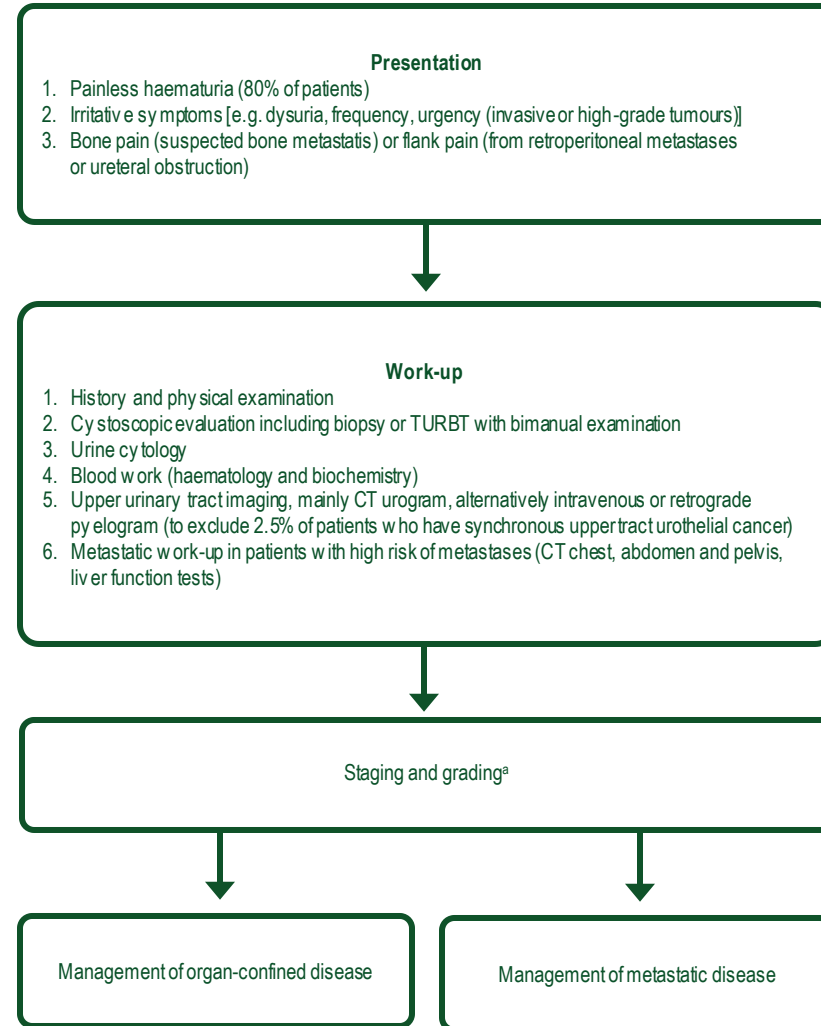 Presentation
1. Painless haematuria (80% of patients)
2. Irritative symptoms [e.g. dysuria, frequency, urgency (invasive or high-grade tumours)]
3. Bone pain (suspected bone metastatis) or flank pain (from retroperitoneal metastases
or ureteral obstruction)
Work-up
1. History and physical examination
2. Cystoscopic evaluation including biopsy or TURBT with bimanual examination
3. Urine cytology
4. Blood work (haematology and biochemistry)
5. Upper urinary tract imaging, mainly CT urogram, alternatively intravenous or retrograde
pyelogram (to exclude 2.5% of patients who have synchronous upper tract urothelial cancer)
6. Metastatic work-up in patients with high risk of metastases (CT chest, abdomen and pelvis,
liver function tests)
Staging and gradingᵃ
Management of organ-confined disease
Management of metastatic disease